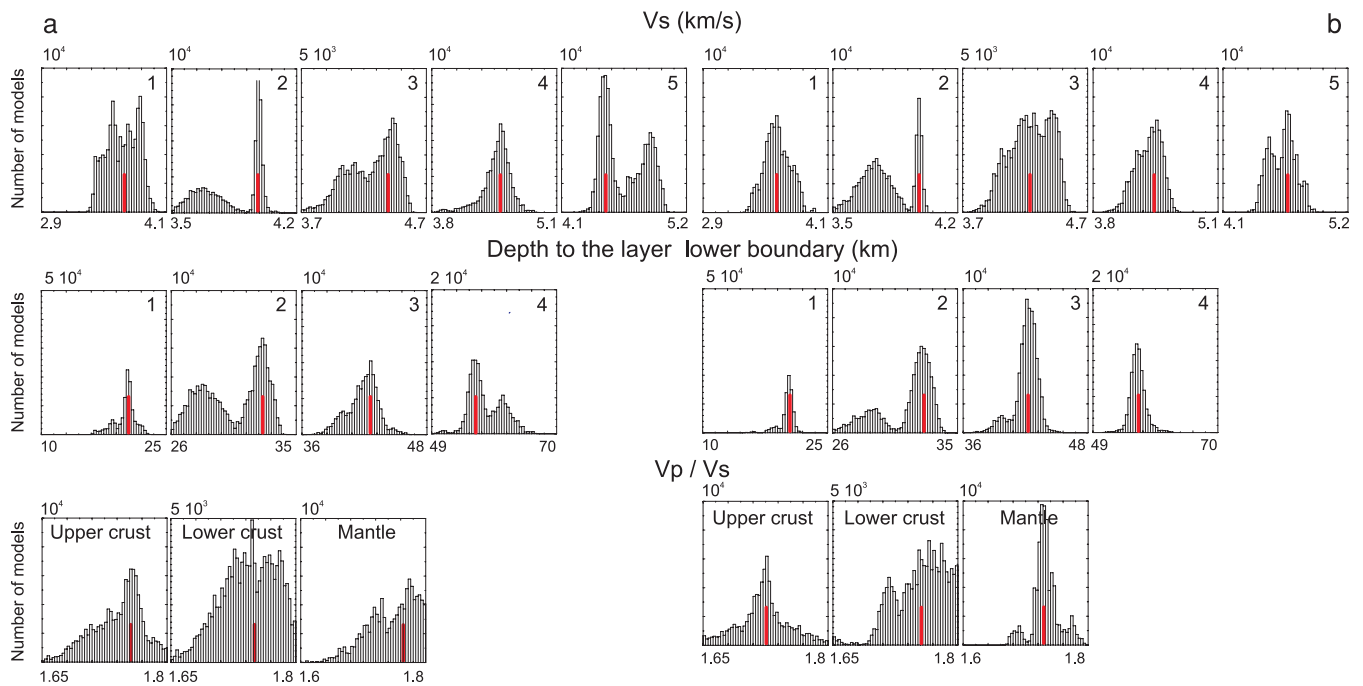 a Vs (km/s) b
10⁴ 10⁴ 5 10³ 10⁴ 10⁴ 10⁴ 10⁴ 5 10³ 10⁴ 10⁴
Number of models 1 2 3 4 5 1 2 3 4 5
2.9 4.1 3.5 4.2 3.7 4.7 3.8 5.1 4.1 5.2 2.9 4.1 3.5 4.2 3.7 4.7 3.8 5.1 4.1 5.2
Depth to the layer lower boundary (km)
5 10⁴ 10⁴ 10⁴ 2 10⁴ 5 10⁴ 10⁴ 10⁴ 2 10⁴
Number of models 1 2 3 4 1 2 3 4
10 25 26 35 36 48 49 70 10 25 26 35 36 48 49 70
Vp / Vs
10⁴ 5 10³ 10⁴ 10⁴ 5 10³ 10⁴
Number of models Upper crust Lower crust Mantle Upper crust Lower crust Mantle
1.65 1.8 1.65 1.8 1.6 1.8 1.65 1.8 1.65 1.8 1.6 1.8